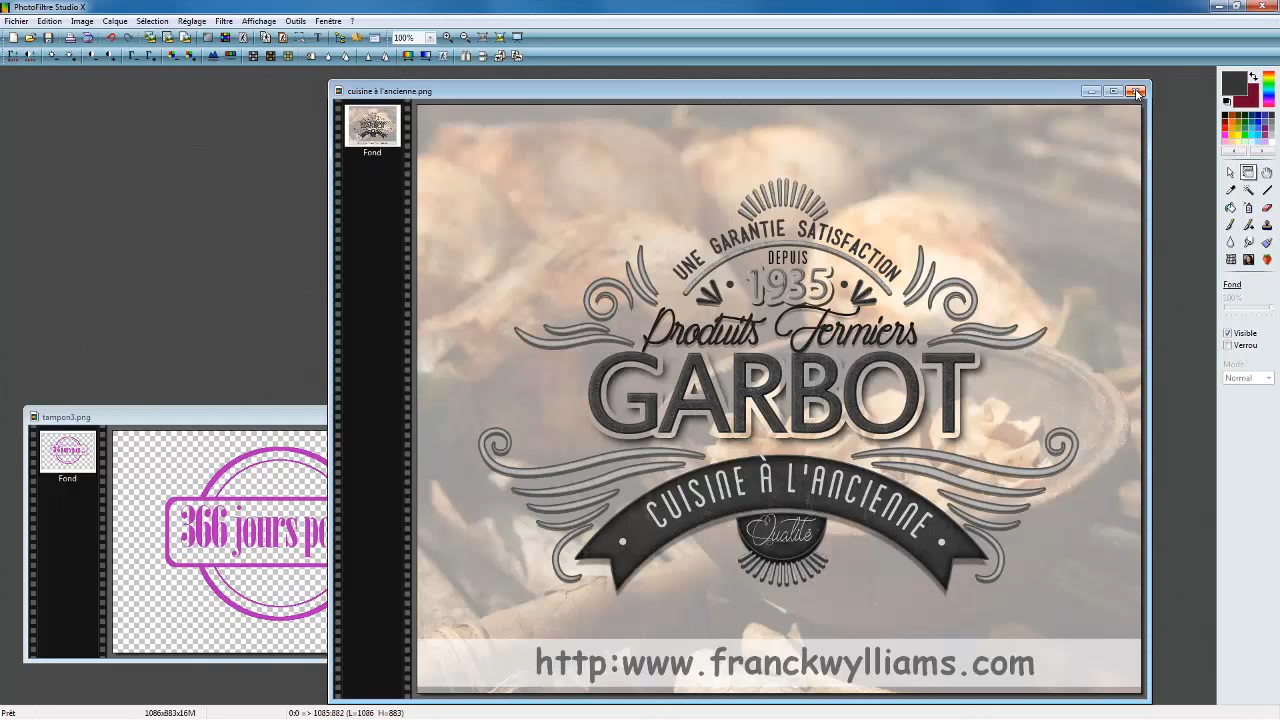 PhotoFiltre Studio X
Fichier Edition Image Calque Sélection Réglage Filtre Affichage Outils Fenêtre ?
100%
cuisine à l'ancienne.png
Fond
UNE GARANTIE SATISFACTION
DEPUIS
1935
Produits Fermiers
GARBOT
CUISINE À L'ANCIENNE
Qualité
http:www.franckwylliams.com
tampon3.png
Fond
366 jours po
Fond
100%
Visible
Verrou
Mode:
Normal
Prêt
1086x883x16M
0:0 => 1085:882 (L=1086 H=883)